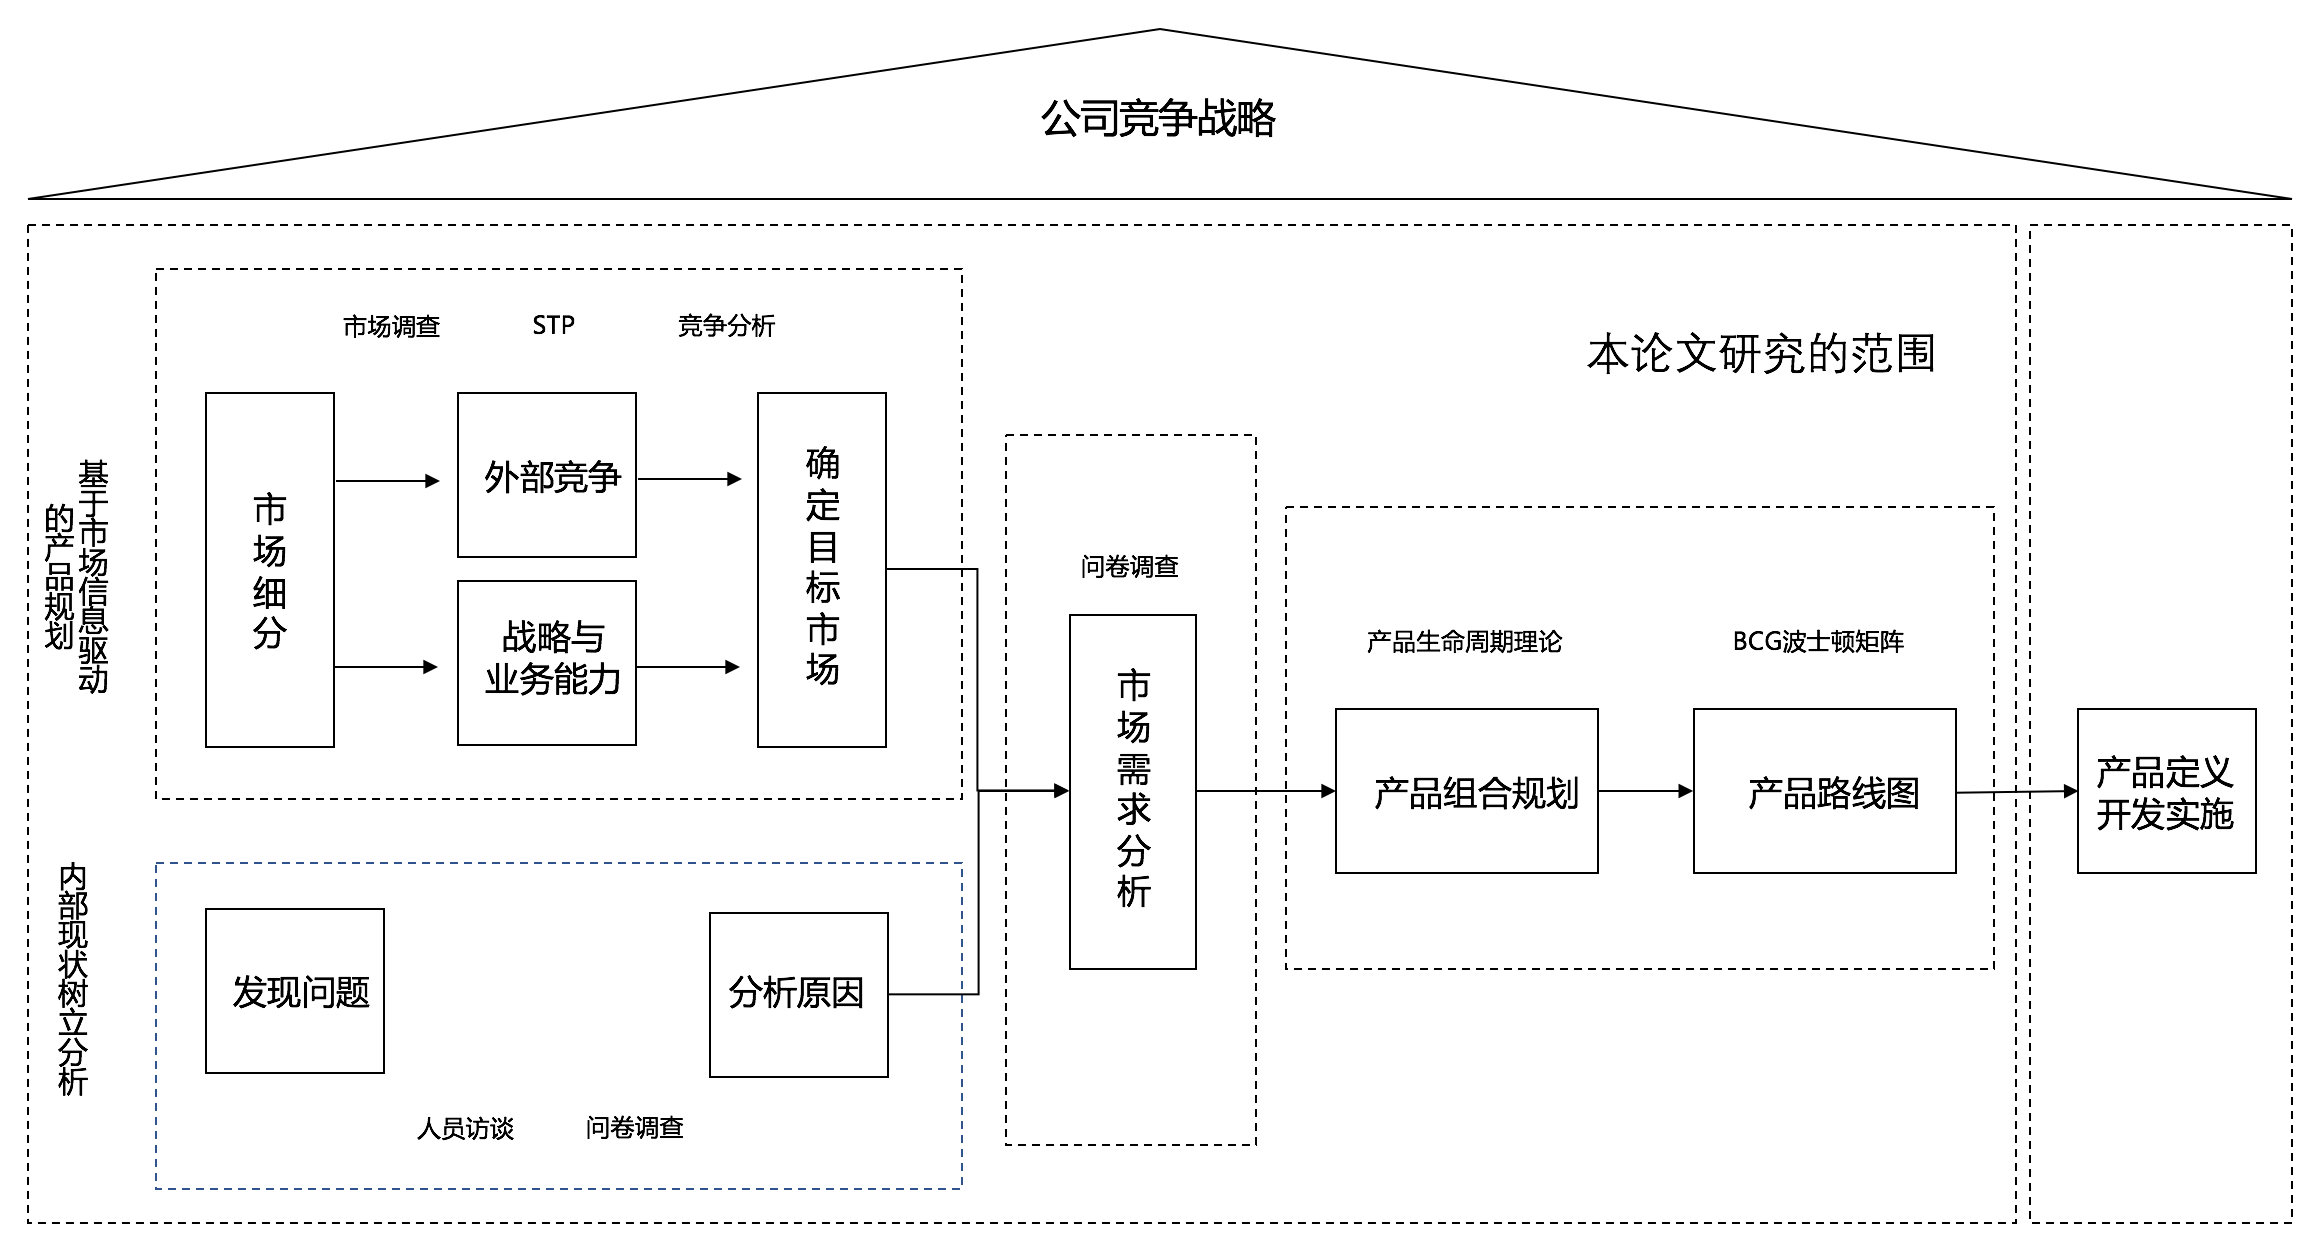 公司竞争战略
本论文研究的范围
基于市场信息驱动
的产品规划
市场调查
STP
竞争分析
市场细分
外部竞争
战略与
业务能力
确定目标市场
内部现状树立分析
发现问题
分析原因
人员访谈
问卷调查
问卷调查
市场需求分析
产品生命周期理论
BCG波士顿矩阵
产品组合规划
产品路线图
产品定义
开发实施